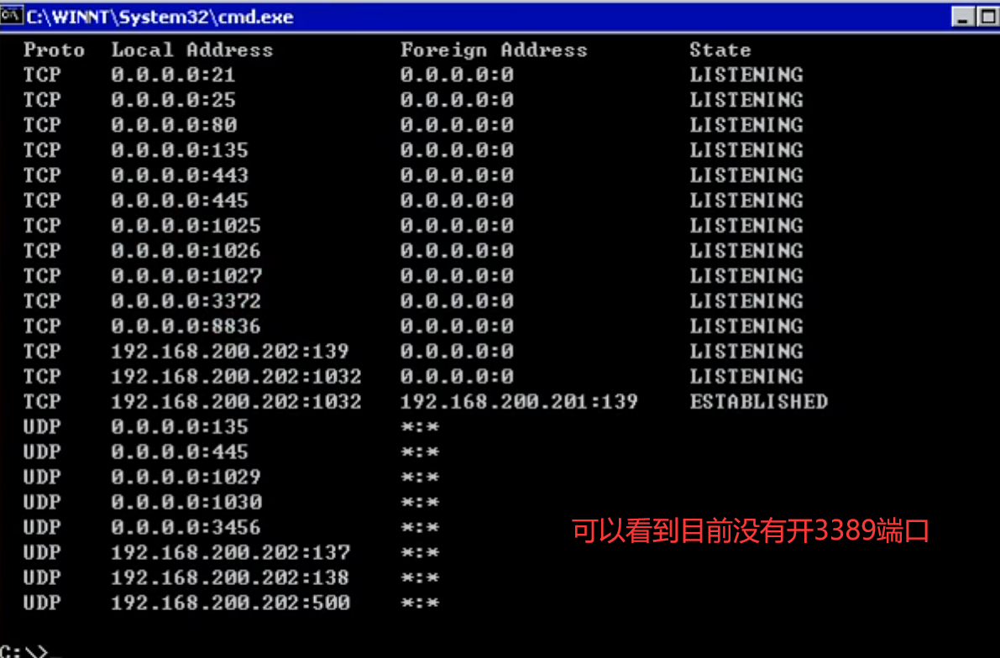 C:\WINNT\System32\cmd.exe
Proto Local Address Foreign Address State
TCP 0.0.0.0:21 0.0.0.0:0 LISTENING
TCP 0.0.0.0:25 0.0.0.0:0 LISTENING
TCP 0.0.0.0:80 0.0.0.0:0 LISTENING
TCP 0.0.0.0:135 0.0.0.0:0 LISTENING
TCP 0.0.0.0:443 0.0.0.0:0 LISTENING
TCP 0.0.0.0:445 0.0.0.0:0 LISTENING
TCP 0.0.0.0:1025 0.0.0.0:0 LISTENING
TCP 0.0.0.0:1026 0.0.0.0:0 LISTENING
TCP 0.0.0.0:1027 0.0.0.0:0 LISTENING
TCP 0.0.0.0:3372 0.0.0.0:0 LISTENING
TCP 0.0.0.0:8836 0.0.0.0:0 LISTENING
TCP 192.168.200.202:139 0.0.0.0:0 LISTENING
TCP 192.168.200.202:1032 0.0.0.0:0 LISTENING
TCP 192.168.200.202:1032 192.168.200.201:139 ESTABLISHED
UDP 0.0.0.0:135 *:*
UDP 0.0.0.0:445 *:*
UDP 0.0.0.0:1029 *:*
UDP 0.0.0.0:1030 *:*
UDP 0.0.0.0:3456 *:*
可以看到目前没有开3389端口
UDP 192.168.200.202:137 *:*
UDP 192.168.200.202:138 *:*
UDP 192.168.200.202:500 *:*
C:\>_